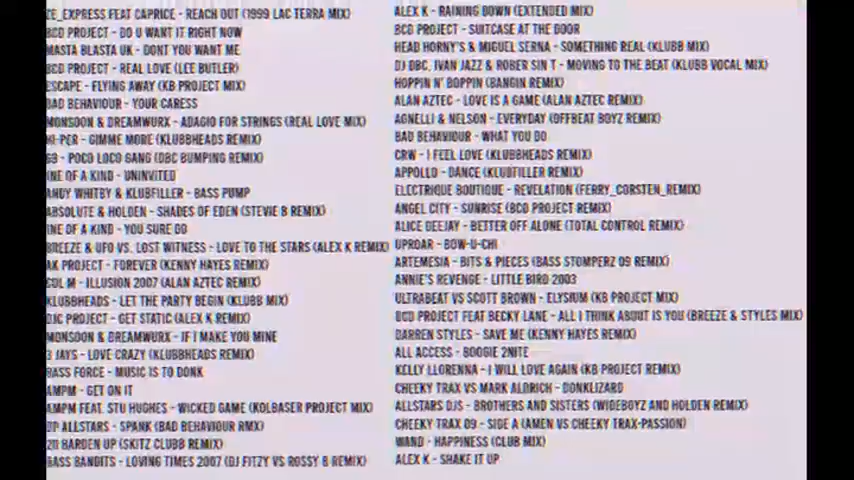 CE_EXPRESS FEAT CAPRICE - REACH OUT (1999 LAC TERRA MIX)
BCD PROJECT - DO U WANT IT RIGHT NOW
MASTA BLASTA UK - DONT YOU WANT ME
BCD PROJECT - REAL LOVE (LEE BUTLER)
ESCAPE - FLYING AWAY (KB PROJECT MIX)
BAD BEHAVIOUR - YOUR CARESS
MONSOON & DREAMWURX - ADAGIO FOR STRINGS (REAL LOVE MIX)
HI-PER - GIMME MORE (KLUBBHEADS REMIX)
69 - POCO LOCO GANG (DBC BUMPING REMIX)
ONE OF A KIND - UNINVITED
ANDY WHITBY & KLUBFILLER - BASS PUMP
ABSOLUTE & HOLDEN - SHADES OF EDEN (STEVIE B REMIX)
ONE OF A KIND - YOU SURE DO
BREEZE & UFO VS. LOST WITNESS - LOVE TO THE STARS (ALEX K REMIX)
AK PROJECT - FOREVER (KENNY HAYES REMIX)
COL M - ILLUSION 2007 (ALAN AZTEC REMIX)
KLUBBHEADS - LET THE PARTY BEGIN (KLUBB MIX)
DJC PROJECT - GET STATIC (ALEX K REMIX)
MONSOON & DREAMWURX - IF I MAKE YOU MINE
3 JAYS - LOVE CRAZY (KLUBBHEADS REMIX)
BASS FORCE - MUSIC IS TO DONK
AMPM - GET ON IT
AMPM FEAT. STU HUGHES - WICKED GAME (KOLBASER PROJECT MIX)
ALLSTARS - SPANK (BAD BEHAVIOUR RMX)
HARDEN UP (SKITZ CLUBB REMIX)
BASS BANDITS - LOVING TIMES 2007 (DJ FITZY VS ROSSY B REMIX)
ALEX K - RAINING DOWN (EXTENDED MIX)
BCD PROJECT - SUITCASE AT THE DOOR
HEAD HORNY'S & MIGUEL SERNA - SOMETHING REAL (KLUBB MIX)
DJ DBC, IVAN JAZZ & ROBER SIN T - MOVING TO THE BEAT (KLUBB VOCAL MIX)
HOPPIN N' BOPPIN (BANGIN REMIX)
ALAN AZTEC - LOVE IS A GAME (ALAN AZTEC REMIX)
AGNELLI & NELSON - EVERYDAY (OFFBEAT BOYZ REMIX)
BAD BEHAVIOUR - WHAT YOU DO
CRW - I FEEL LOVE (KLUBBHEADS REMIX)
APPOLLO - DANCE (KLUBFILLER REMIX)
ELECTRIQUE BOUTIQUE - REVELATION (FERRY_CORSTEN_REMIX)
ANGEL CITY - SUNRISE (BCD PROJECT REMIX)
ALICE DEEJAY - BETTER OFF ALONE (TOTAL CONTROL REMIX)
UPROAR - BOW-U-CHI
ARTEMESIA - BITS & PIECES (BASS STOMPERZ 09 REMIX)
ANNIE'S REVENGE - LITTLE BIRD 2003
ULTRABEAT VS SCOTT BROWN - ELYSIUM (KB PROJECT MIX)
BCD PROJECT FEAT BECKY LANE - ALL I THINK ABOUT IS YOU (BREEZE & STYLES MIX)
DARREN STYLES - SAVE ME (KENNY HAYES REMIX)
ALL ACCESS - BOOGIE 2NITE
KELLY LLORENNA - I WILL LOVE AGAIN (KB PROJECT REMIX)
CHEEKY TRAX VS MARK ALDRICH - DONKLIZARD
ALLSTARS DJS - BROTHERS AND SISTERS (WIDEBOYZ AND HOLDEN REMIX)
CHEEKY TRAX 09 - SIDE A (AMEN VS CHEEKY TRAX-PASSION)
WAND - HAPPINESS (CLUB MIX)
ALEX K - SHAKE IT UP